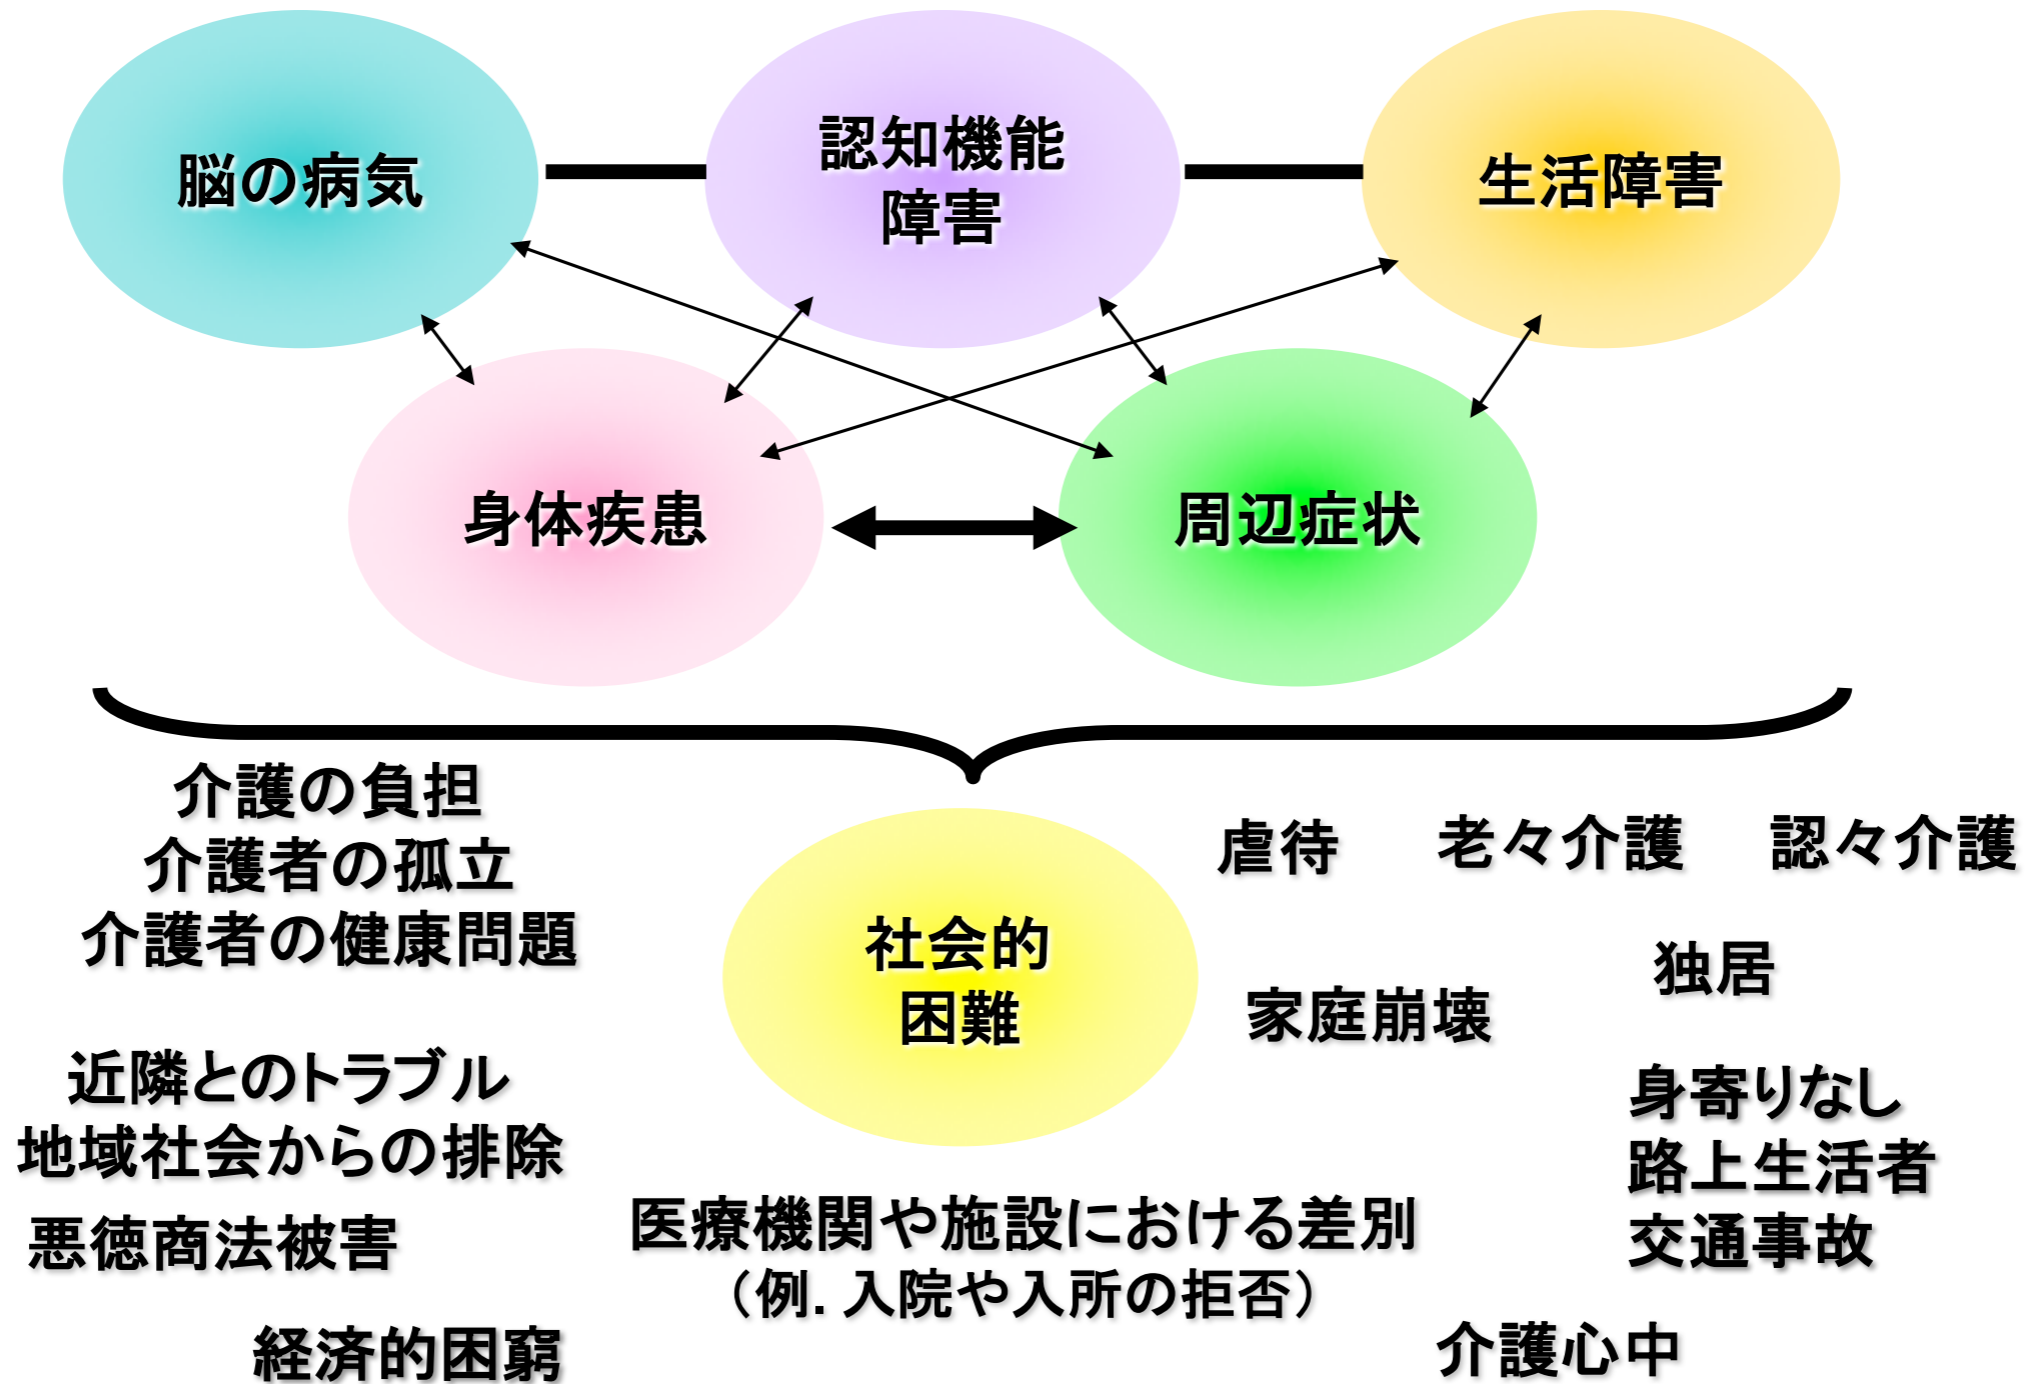 脳の病気
認知機能
障害
生活障害
身体疾患
周辺症状
介護の負担
介護者の孤立
介護者の健康問題
社会的
困難
虐待
老々介護
認々介護
独居
家庭崩壊
近隣とのトラブル
地域社会からの排除
身寄りなし
路上生活者
交通事故
悪徳商法被害
医療機関や施設における差別
（例. 入院や入所の拒否）
経済的困窮
介護心中